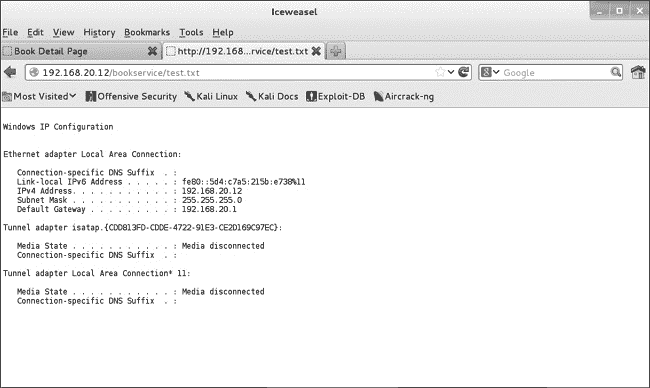 Iceweasel
File Edit View History Bookmarks Tools Help
Book Detail Page http://192.168...rvice/test.txt
192.168.20.12/bookservice/test.txt Google
Most Visited Offensive Security Kali Linux Kali Docs Exploit-DB Aircrack-ng
Windows IP Configuration
Ethernet adapter Local Area Connection:
Connection-specific DNS Suffix . :
Link-local IPv6 Address . . . . . : fe80::5d4:c7a5:215b:e738%11
IPv4 Address. . . . . . . . . . . : 192.168.20.12
Subnet Mask . . . . . . . . . . . : 255.255.255.0
Default Gateway . . . . . . . . . : 192.168.20.1
Tunnel adapter isatap.{CDD813FD-CDDE-4722-91E3-CE2D169C97EC}:
Media State . . . . . . . . . . . : Media disconnected
Connection-specific DNS Suffix . :
Tunnel adapter Local Area Connection* 11:
Media State . . . . . . . . . . . : Media disconnected
Connection-specific DNS Suffix . :